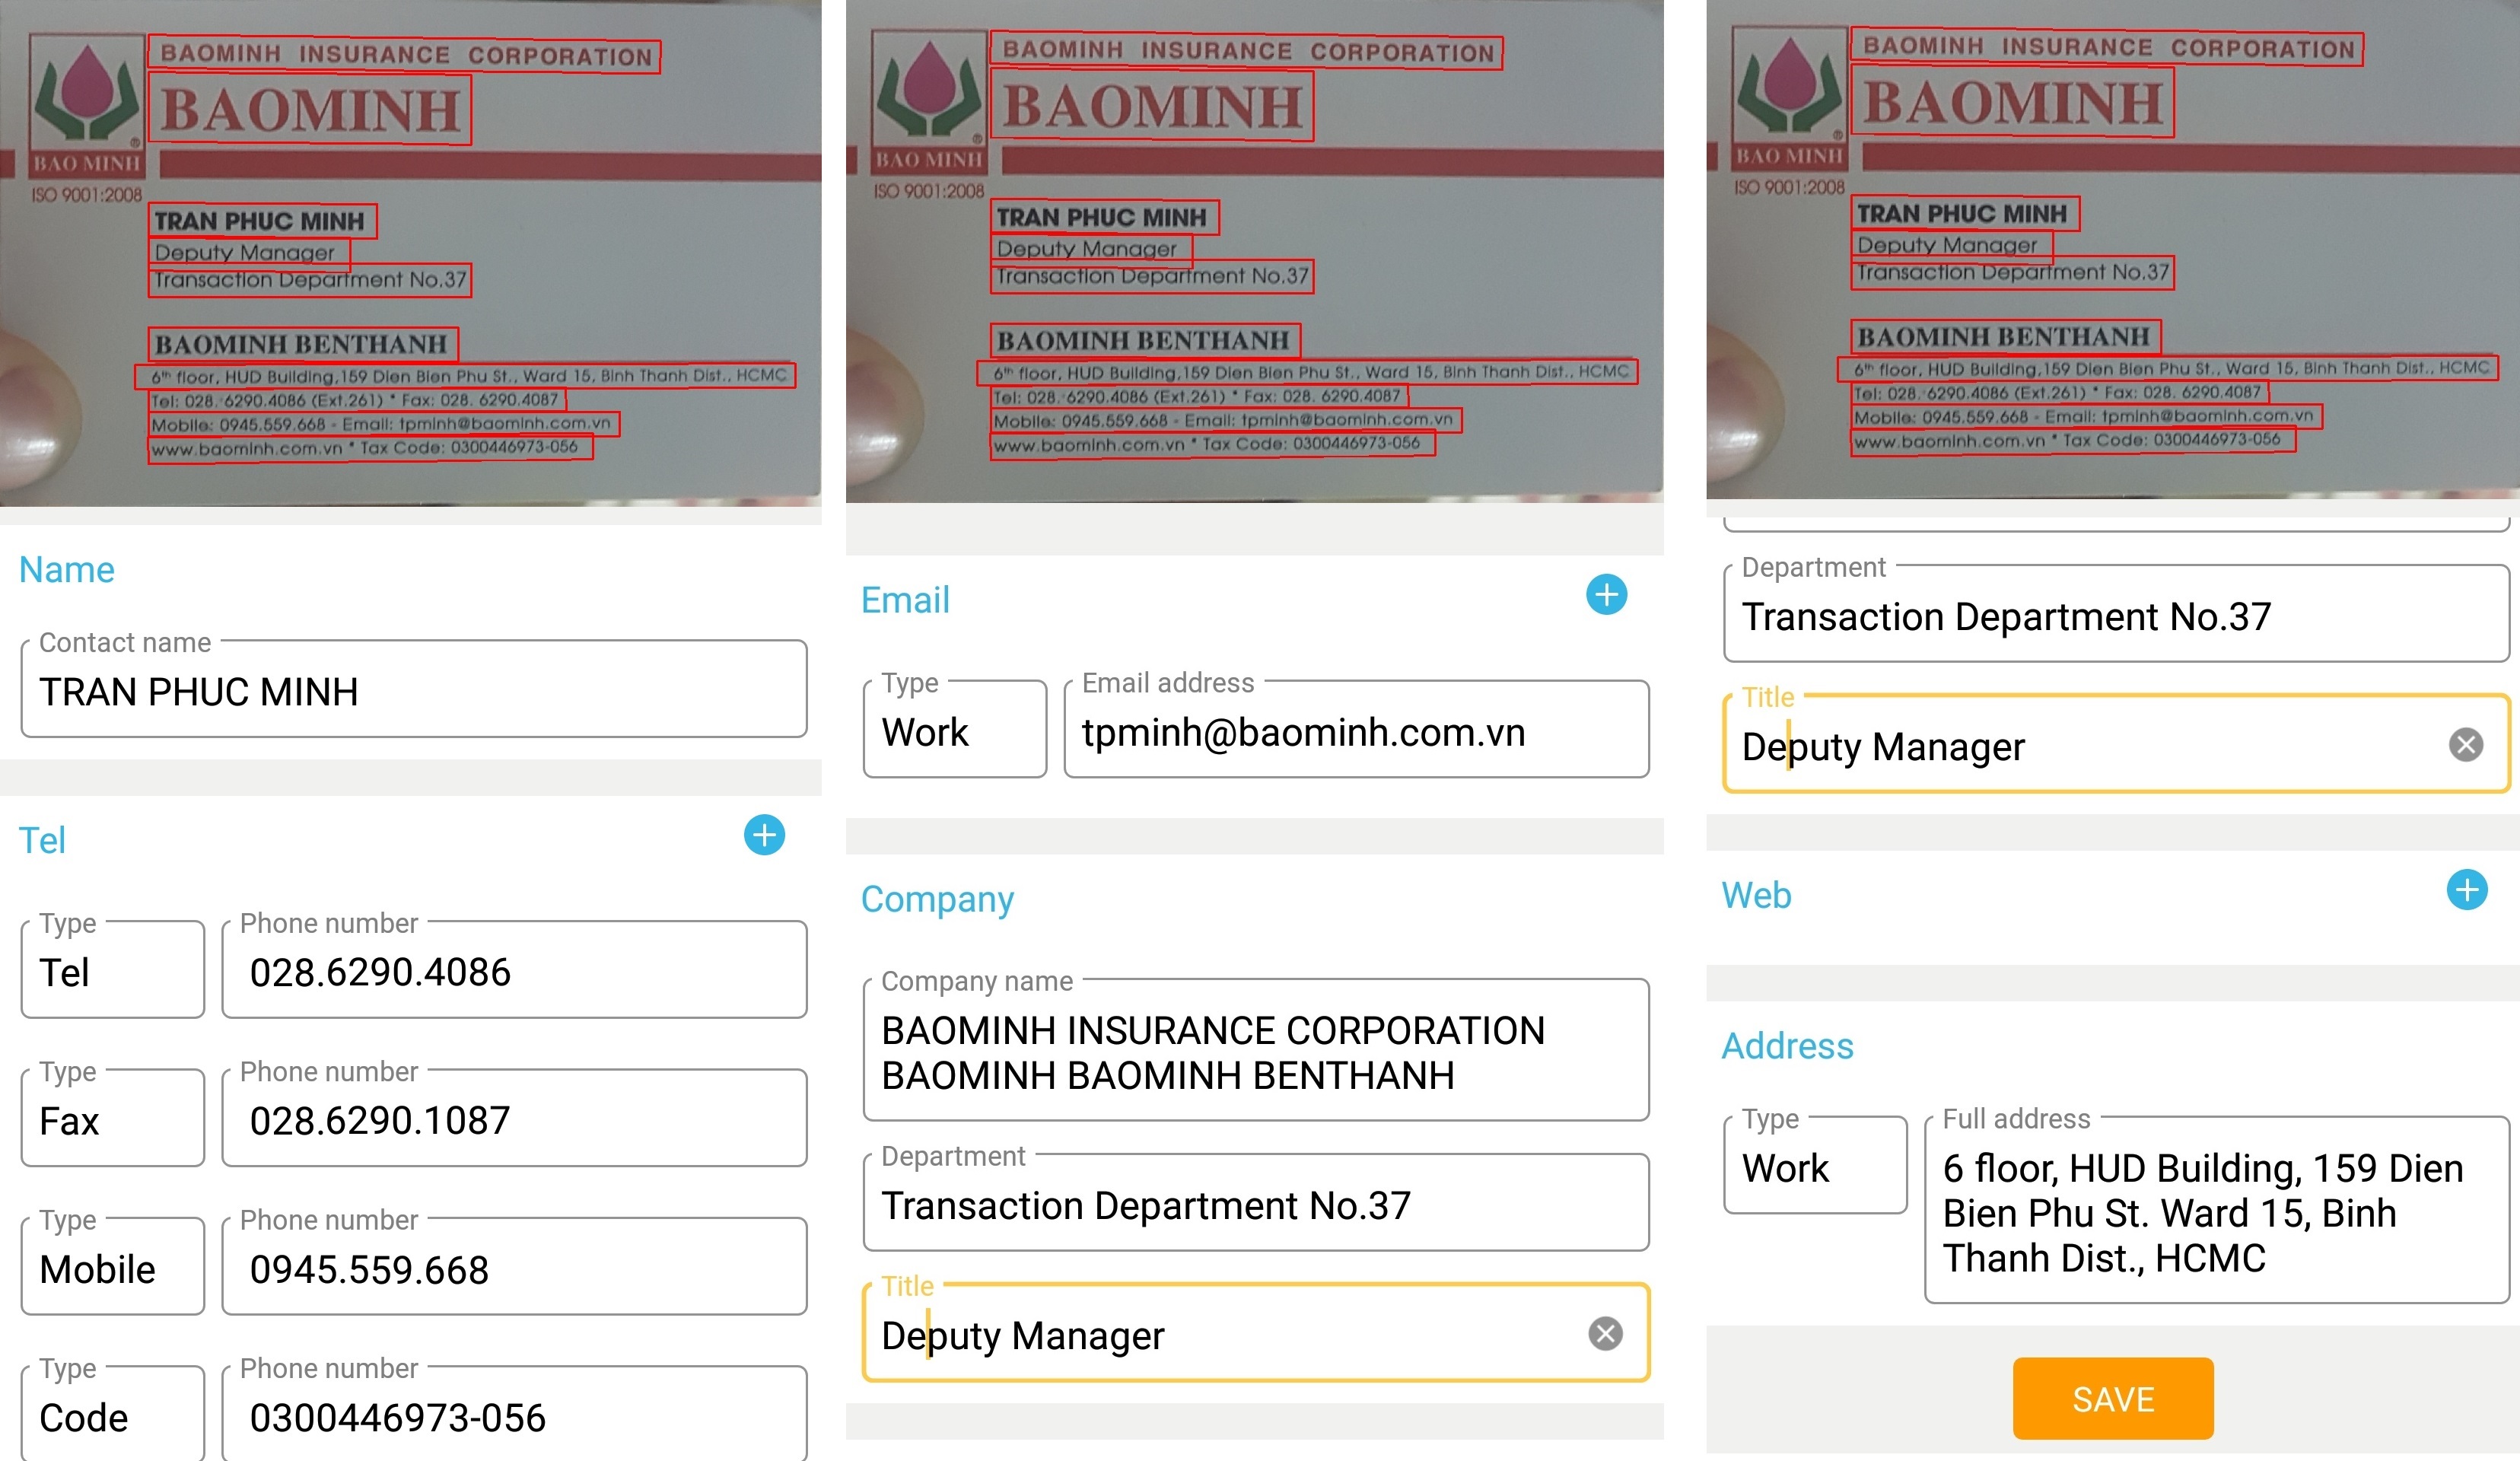 BAOMINH INSURANCE CORPORATION
BAOMINH
®
BAO MINH
ISO 9001:2008
TRAN PHUC MINH
Deputy Manager
Transaction Department No.37
BAOMINH BENTHANH
6th floor, HUD Building,159 Dien Bien Phu St., Ward 15, Binh Thanh Dist., HCMC
Tel: 028. 6290.4086 (Ext.261) * Fax: 028. 6290.4087
Mobile: 0945.559.668 - Email: tpminh@baominh.com.vn
www.baominh.com.vn * Tax Code: 0300446973-056
Name
Contact name
TRAN PHUC MINH
Tel
Type
Phone number
Tel
028.6290.4086
Type
Phone number
Fax
028.6290.1087
Type
Phone number
Mobile
0945.559.668
Type
Phone number
Code
0300446973-056
BAOMINH INSURANCE CORPORATION
BAOMINH
®
BAO MINH
ISO 9001:2008
TRAN PHUC MINH
Deputy Manager
Transaction Department No.37
BAOMINH BENTHANH
6th floor, HUD Building,159 Dien Bien Phu St., Ward 15, Binh Thanh Dist., HCMC
Tel: 028. 6290.4086 (Ext.261) * Fax: 028. 6290.4087
Mobile: 0945.559.668 - Email: tpminh@baominh.com.vn
www.baominh.com.vn * Tax Code: 0300446973-056
Email
Type
Email address
Work
tpminh@baominh.com.vn
Company
Company name
BAOMINH INSURANCE CORPORATION
BAOMINH BAOMINH BENTHANH
Department
Transaction Department No.37
Title
Deputy Manager
BAOMINH INSURANCE CORPORATION
BAOMINH
®
BAO MINH
ISO 9001:2008
TRAN PHUC MINH
Deputy Manager
Transaction Department No.37
BAOMINH BENTHANH
6th floor, HUD Building,159 Dien Bien Phu St., Ward 15, Binh Thanh Dist., HCMC
Tel: 028. 6290.4086 (Ext.261) * Fax: 028. 6290.4087
Mobile: 0945.559.668 - Email: tpminh@baominh.com.vn
www.baominh.com.vn * Tax Code: 0300446973-056
Department
Transaction Department No.37
Title
Deputy Manager
Web
Address
Type
Full address
Work
6 floor, HUD Building, 159 Dien
Bien Phu St. Ward 15, Binh
Thanh Dist., HCMC
SAVE